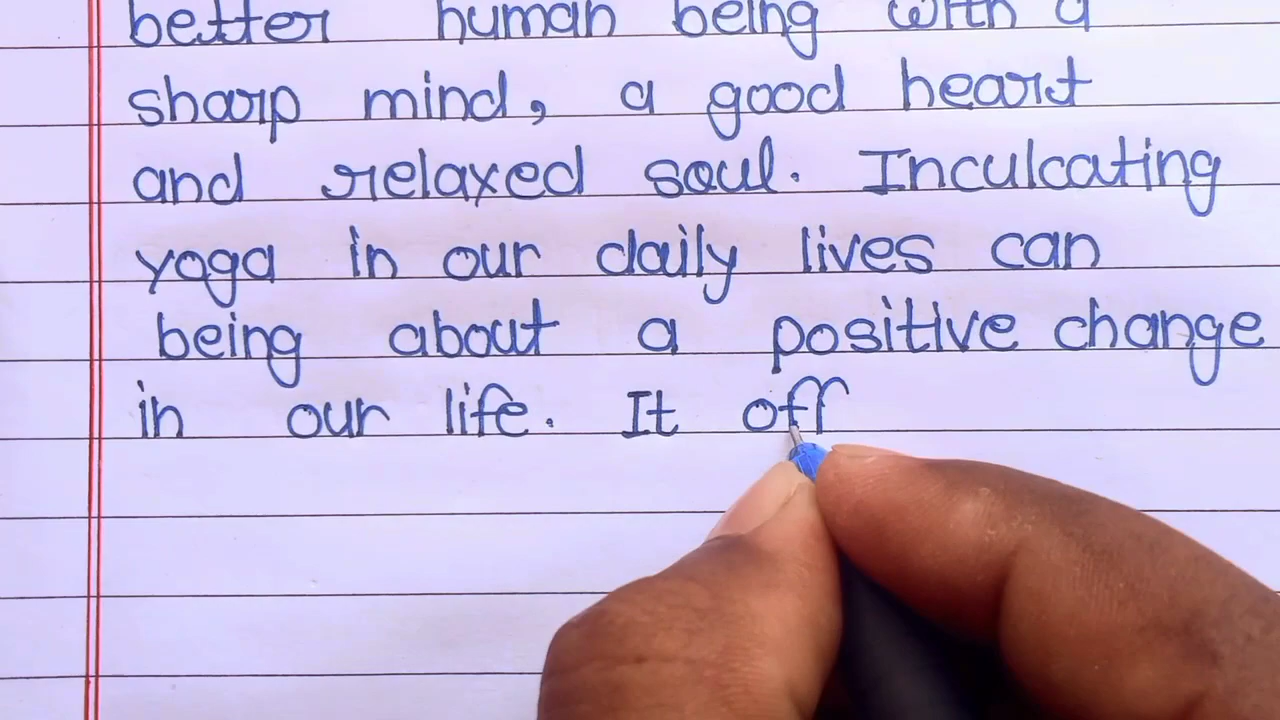 better human being with a
sharp mind, a good heart
and relaxed soul. Inculcating
yoga in our daily lives can
being about a positive change
in our life. It off